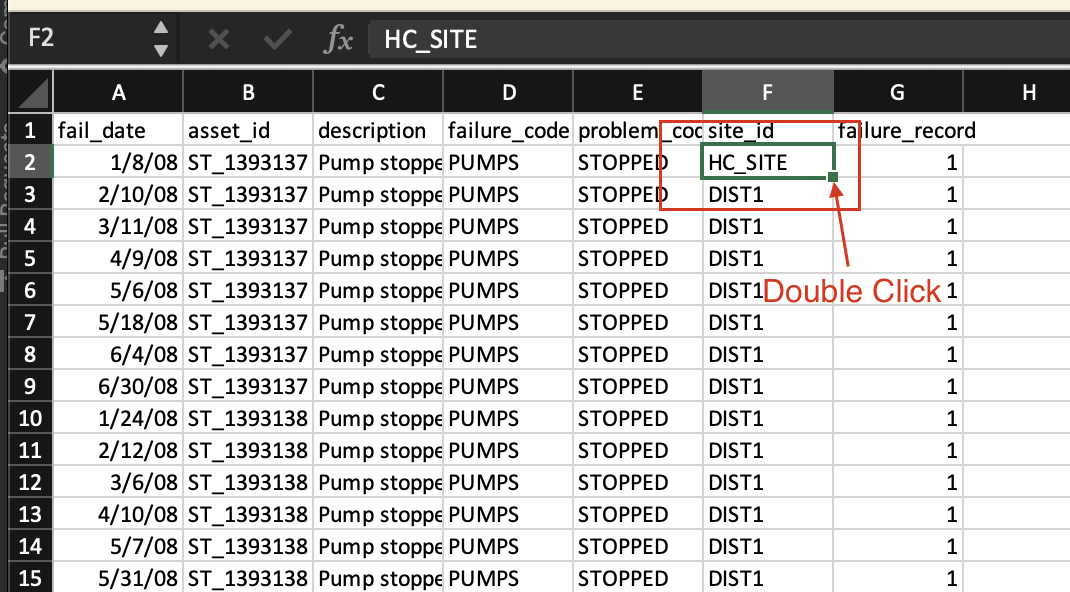 F2 fx HC_SITE
A B C D E F G H
1 fail_date asset_id description failure_code problem_coc site_id failure_record
2 1/8/08 ST_1393137 Pump stoppe PUMPS STOPPED HC_SITE 1
3 2/10/08 ST_1393137 Pump stoppe PUMPS STOPPED DIST1 1
4 3/11/08 ST_1393137 Pump stoppe PUMPS STOPPED DIST1 1
5 4/9/08 ST_1393137 Pump stoppe PUMPS STOPPED DIST1 1
6 5/6/08 ST_1393137 Pump stoppe PUMPS STOPPED DIST1 1
Double Click
7 5/18/08 ST_1393137 Pump stoppe PUMPS STOPPED DIST1 1
8 6/4/08 ST_1393137 Pump stoppe PUMPS STOPPED DIST1 1
9 6/30/08 ST_1393137 Pump stoppe PUMPS STOPPED DIST1 1
10 1/24/08 ST_1393138 Pump stoppe PUMPS STOPPED DIST1 1
11 2/12/08 ST_1393138 Pump stoppe PUMPS STOPPED DIST1 1
12 3/6/08 ST_1393138 Pump stoppe PUMPS STOPPED DIST1 1
13 4/10/08 ST_1393138 Pump stoppe PUMPS STOPPED DIST1 1
14 5/7/08 ST_1393138 Pump stoppe PUMPS STOPPED DIST1 1
15 5/31/08 ST_1393138 Pump stoppe PUMPS STOPPED DIST1 1